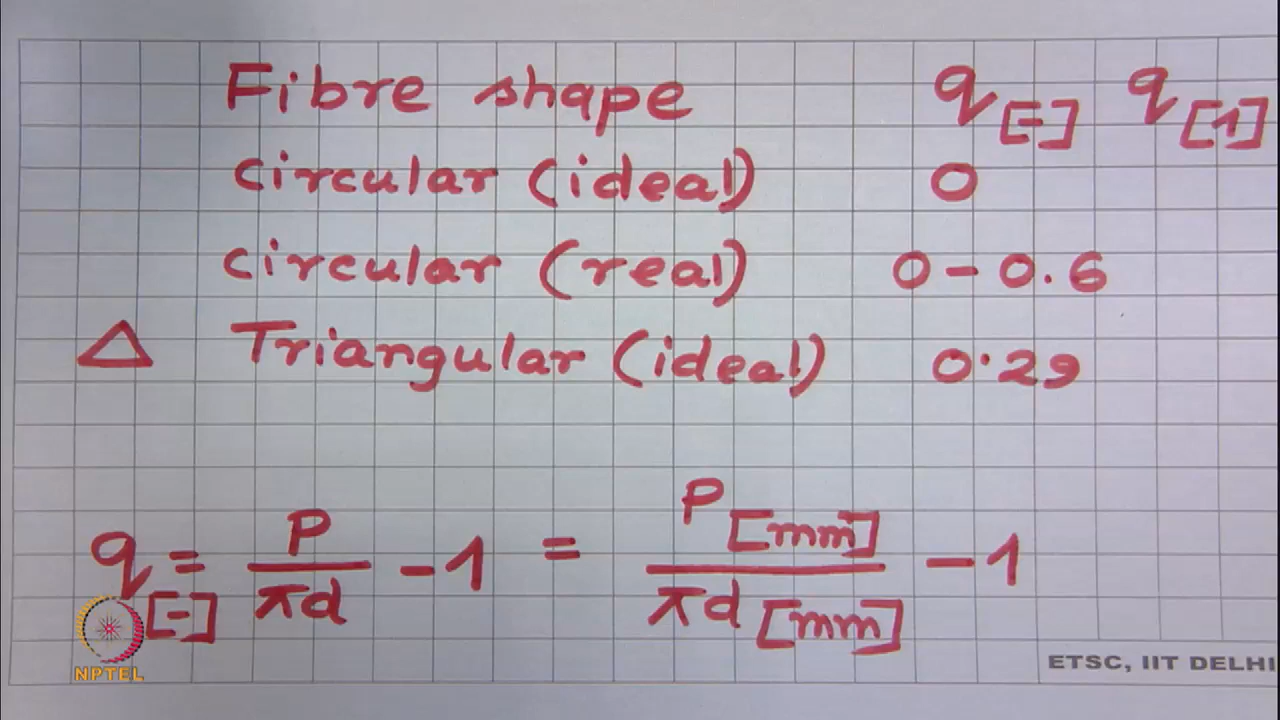 Fibre shape q[-] q[1]
circular (ideal) 0
circular (real) 0-0.6
△ Triangular (ideal) 0.29
q[-] = P/πd - 1 = P[mm]/πd[mm] - 1
NPTEL
ETSC, IIT DELHI